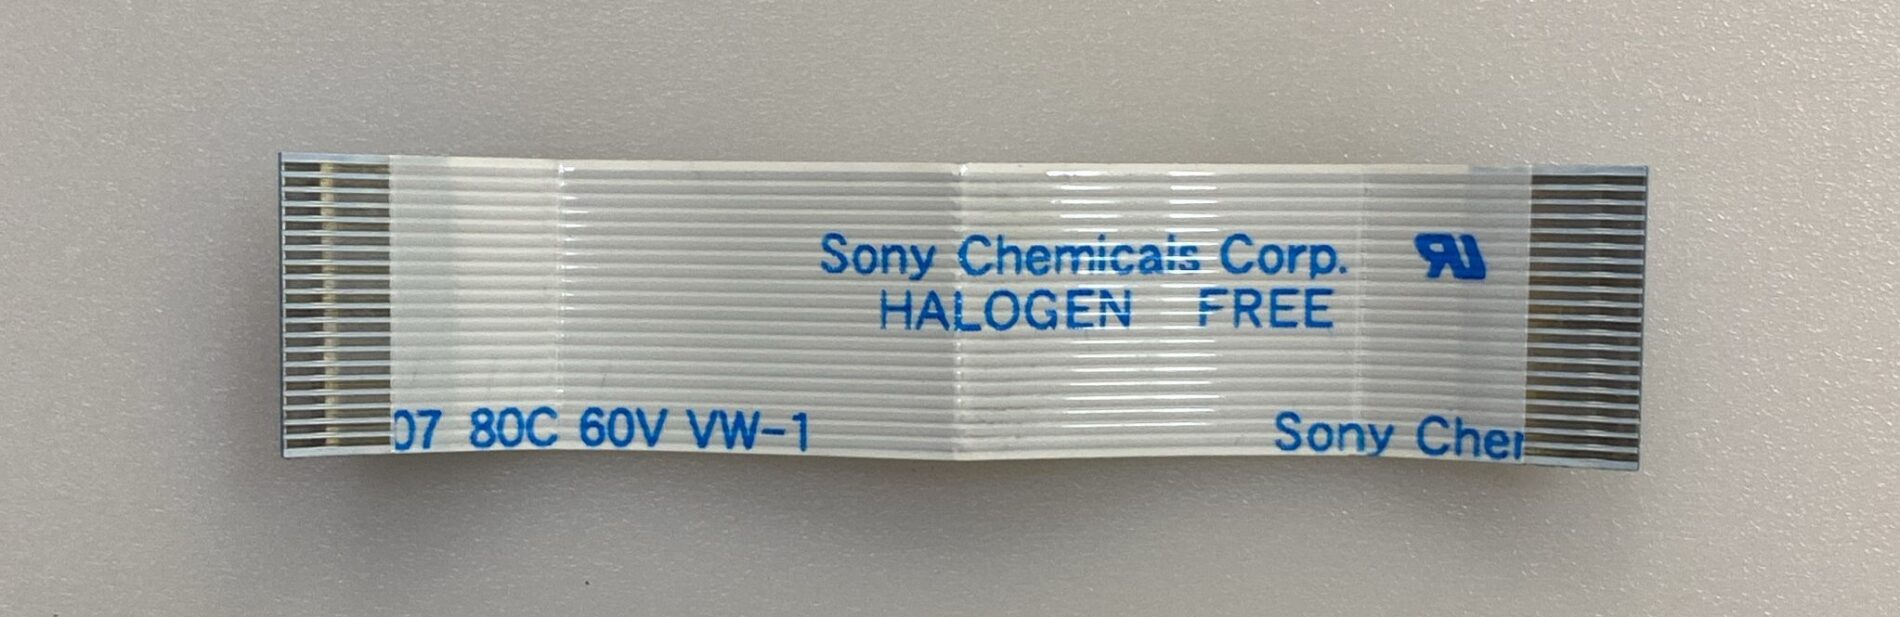 Sony Chemicals Corp.
HALOGEN FREE
07 80C 60V VW-1
Sony Cher